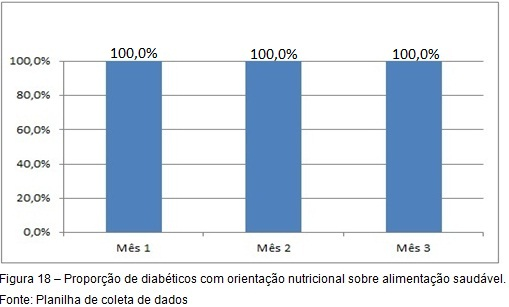 100,0% 100,0% 100,0%
100,0%
80,0%
60,0%
40,0%
20,0%
0,0%
Mês 1 Mês 2 Mês 3
Figura 18 – Proporção de diabéticos com orientação nutricional sobre alimentação saudável.
Fonte: Planilha de coleta de dados